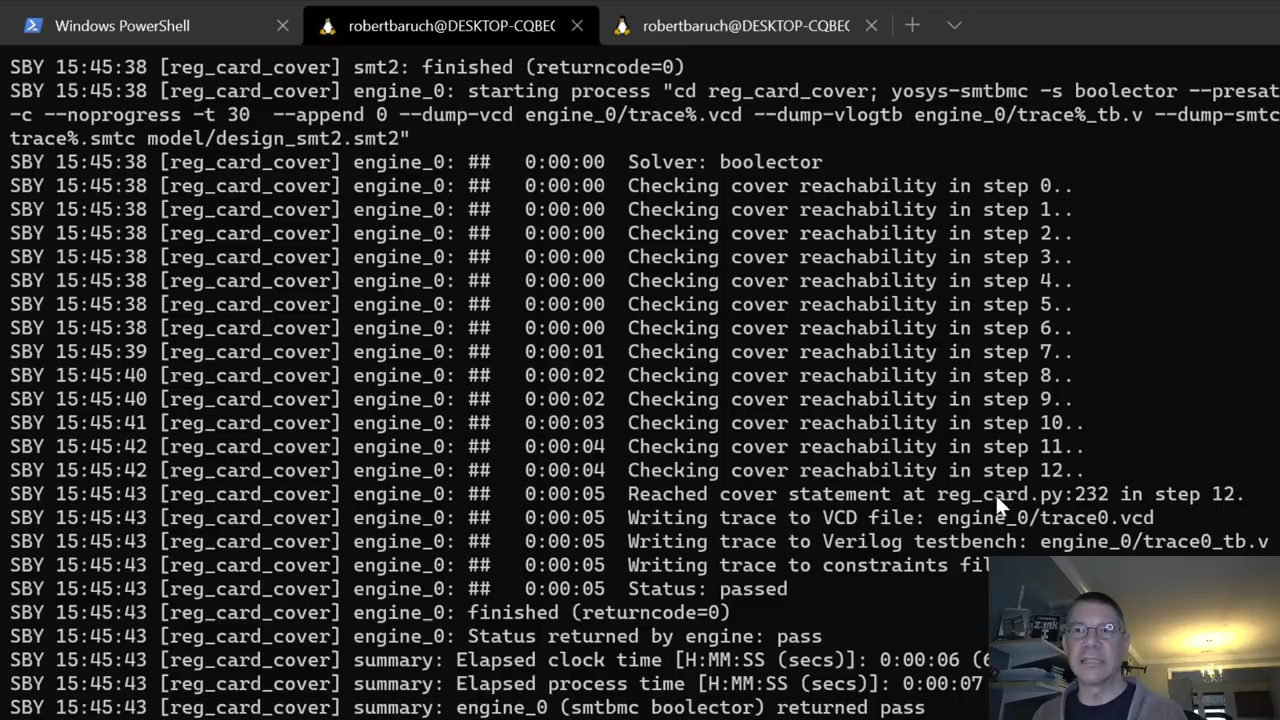 Windows PowerShell
robertbaruch@DESKTOP-CQBE
robertbaruch@DESKTOP-CQBE
SBY 15:45:38 [reg_card_cover] smt2: finished (returncode=0)
SBY 15:45:38 [reg_card_cover] engine_0: starting process "cd reg_card_cover; yosys-smtbmc -s boolector --presat
-c --noprogress -t 30  --append 0 --dump-vcd engine_0/trace%.vcd --dump-vlogtb engine_0/trace%_tb.v --dump-smtc
trace%.smtc model/design_smt2.smt2"
SBY 15:45:38 [reg_card_cover] engine_0: ##   0:00:00  Solver: boolector
SBY 15:45:38 [reg_card_cover] engine_0: ##   0:00:00  Checking cover reachability in step 0..
SBY 15:45:38 [reg_card_cover] engine_0: ##   0:00:00  Checking cover reachability in step 1..
SBY 15:45:38 [reg_card_cover] engine_0: ##   0:00:00  Checking cover reachability in step 2..
SBY 15:45:38 [reg_card_cover] engine_0: ##   0:00:00  Checking cover reachability in step 3..
SBY 15:45:38 [reg_card_cover] engine_0: ##   0:00:00  Checking cover reachability in step 4..
SBY 15:45:38 [reg_card_cover] engine_0: ##   0:00:00  Checking cover reachability in step 5..
SBY 15:45:38 [reg_card_cover] engine_0: ##   0:00:00  Checking cover reachability in step 6..
SBY 15:45:39 [reg_card_cover] engine_0: ##   0:00:01  Checking cover reachability in step 7..
SBY 15:45:40 [reg_card_cover] engine_0: ##   0:00:02  Checking cover reachability in step 8..
SBY 15:45:40 [reg_card_cover] engine_0: ##   0:00:02  Checking cover reachability in step 9..
SBY 15:45:41 [reg_card_cover] engine_0: ##   0:00:03  Checking cover reachability in step 10..
SBY 15:45:42 [reg_card_cover] engine_0: ##   0:00:04  Checking cover reachability in step 11..
SBY 15:45:42 [reg_card_cover] engine_0: ##   0:00:04  Checking cover reachability in step 12..
SBY 15:45:43 [reg_card_cover] engine_0: ##   0:00:05  Reached cover statement at reg_card.py:232 in step 12.
SBY 15:45:43 [reg_card_cover] engine_0: ##   0:00:05  Writing trace to VCD file: engine_0/trace0.vcd
SBY 15:45:43 [reg_card_cover] engine_0: ##   0:00:05  Writing trace to Verilog testbench: engine_0/trace0_tb.v
SBY 15:45:43 [reg_card_cover] engine_0: ##   0:00:05  Writing trace to constraints fil
SBY 15:45:43 [reg_card_cover] engine_0: ##   0:00:05  Status: passed
SBY 15:45:43 [reg_card_cover] engine_0: finished (returncode=0)
SBY 15:45:43 [reg_card_cover] engine_0: Status returned by engine: pass
SBY 15:45:43 [reg_card_cover] summary: Elapsed clock time [H:MM:SS (secs)]: 0:00:06 (6
SBY 15:45:43 [reg_card_cover] summary: Elapsed process time [H:MM:SS (secs)]: 0:00:07
SBY 15:45:43 [reg_card_cover] summary: engine_0 (smtbmc boolector) returned pass